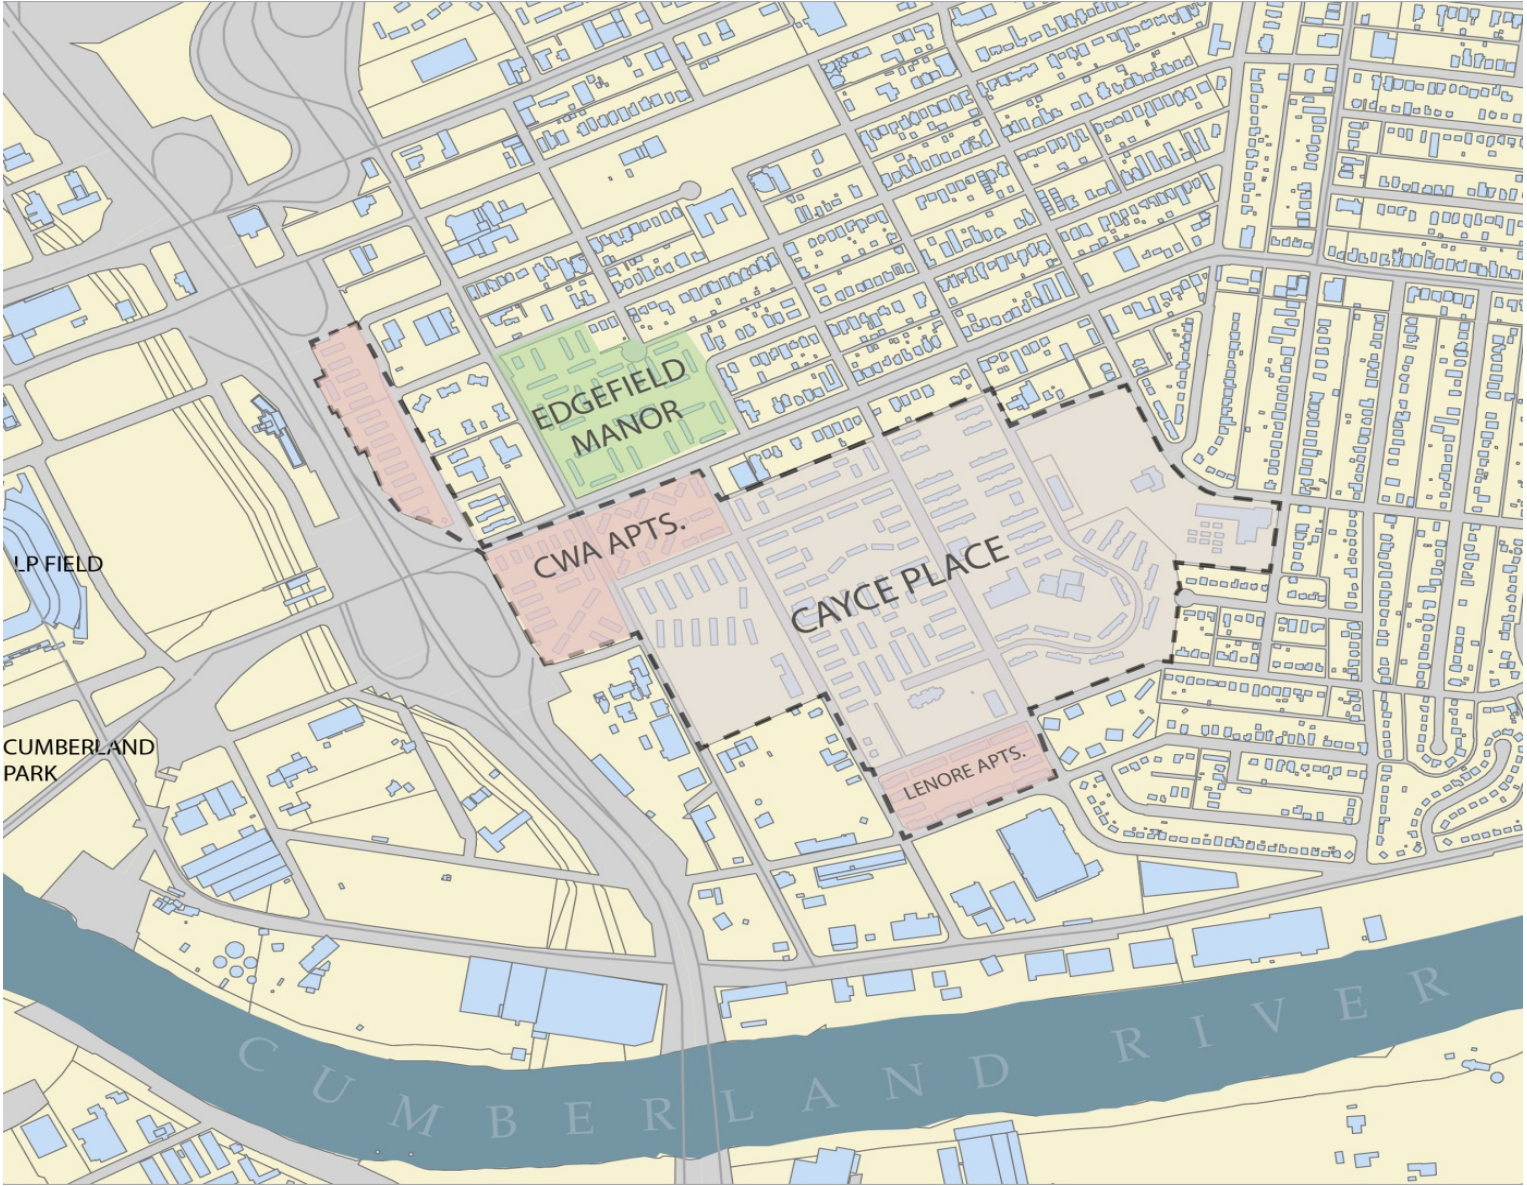 EDGEFIELD
MANOR
CWA APTS.
LP FIELD
CAYCE PLACE
CUMBERLAND
PARK
LENORE APTS.
CUMBERLAND RIVER